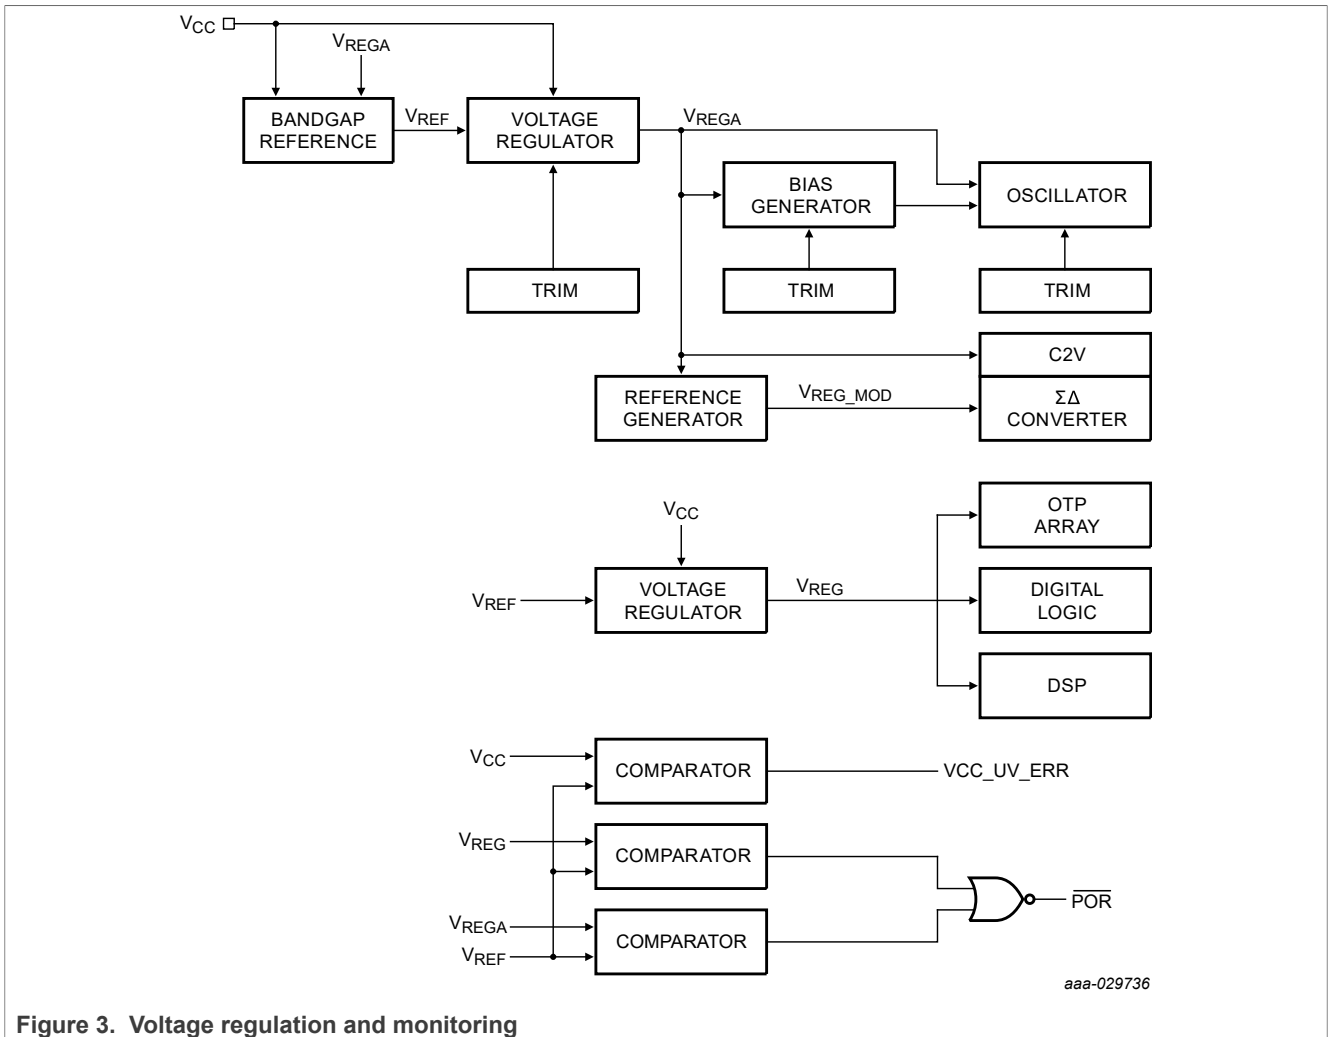 VCC
VREGA
BANDGAP
REFERENCE
VREF
VOLTAGE
REGULATOR
VREGA
BIAS
GENERATOR
OSCILLATOR
TRIM
TRIM
TRIM
C2V
REFERENCE
GENERATOR
VREG_MOD
ΣΔ
CONVERTER
VCC
OTP
ARRAY
VREF
VOLTAGE
REGULATOR
VREG
DIGITAL
LOGIC
DSP
VCC
COMPARATOR
VCC_UV_ERR
VREG
COMPARATOR
POR
VREGA
COMPARATOR
VREF
aaa-029736
Figure 3. Voltage regulation and monitoring